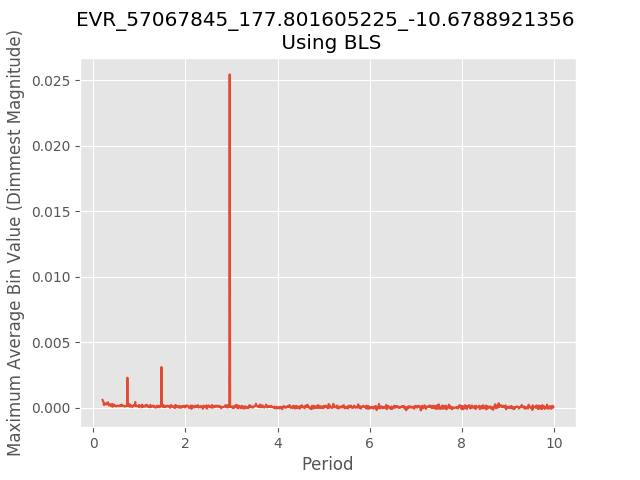 EVR_57067845_177.801605225_-10.6788921356
Using BLS
Maximum Average Bin Value (Dimmest Magnitude)
0.025
0.020
0.015
0.010
0.005
0.000
0 2 4 6 8 10
Period